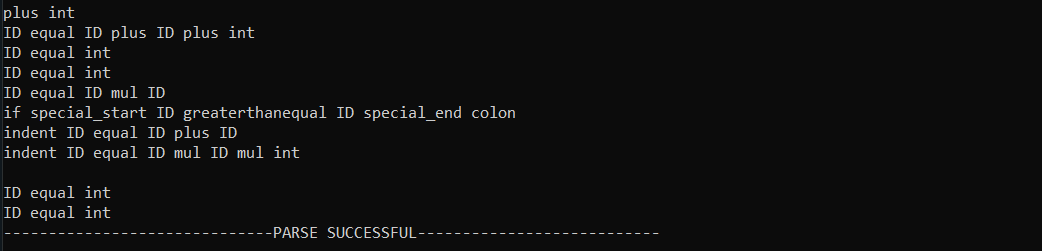 plus int
ID equal ID plus ID plus int
ID equal int
ID equal int
ID equal ID mul ID
if special_start ID greaterthanequal ID special_end colon
indent ID equal ID plus ID
indent ID equal ID mul ID mul int
ID equal int
ID equal int
------------------------------PARSE SUCCESSFUL---------------------------